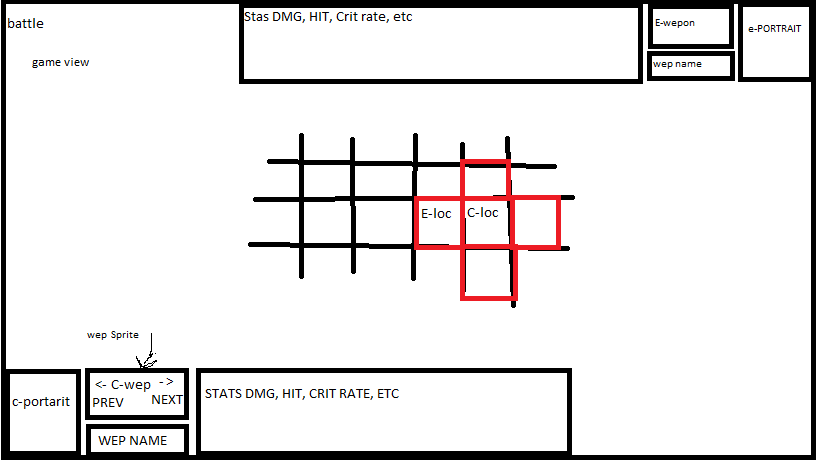 battle
game view
Stas DMG, HIT, Crit rate, etc
E-wepon
wep name
e-PORTRAIT
E-loc
C-loc
wep Sprite
c-portarit
<- C-wep ->
PREV NEXT
WEP NAME
STATS DMG, HIT, CRIT RATE, ETC